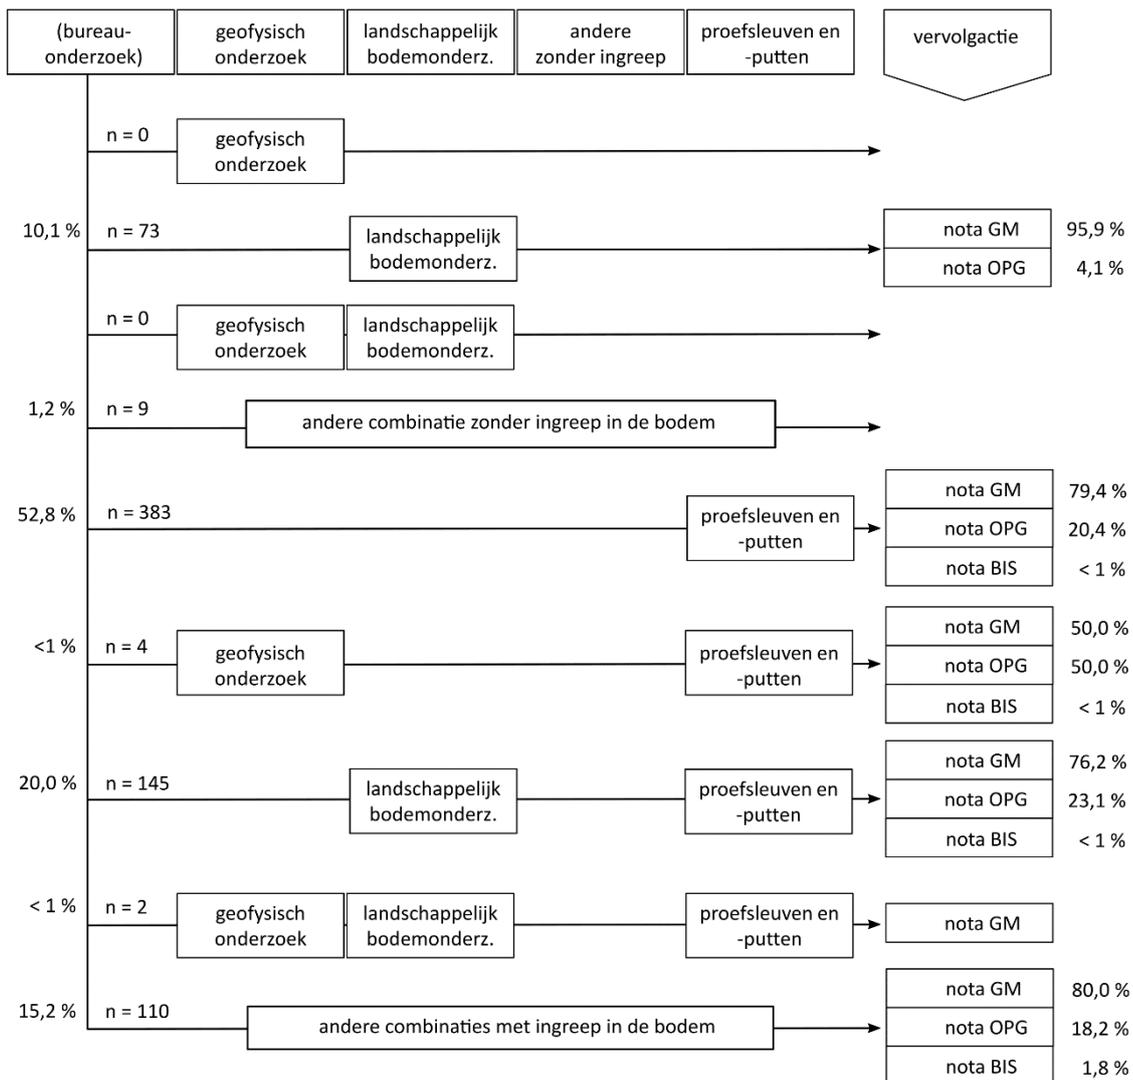 (bureau-
onderzoek)
geofysisch
onderzoek
landschappelijk
bodemonderz.
andere
zonder ingreep
proefsleuven en
-putten
vervolgactie
n = 0
geofysisch
onderzoek
10,1 %
n = 73
landschappelijk
bodemonderz.
nota GM
95,9 %
nota OPG
4,1 %
n = 0
geofysisch
onderzoek
landschappelijk
bodemonderz.
1,2 %
n = 9
andere combinatie zonder ingreep in de bodem
52,8 %
n = 383
proefsleuven en
-putten
nota GM
79,4 %
nota OPG
20,4 %
nota BIS
< 1 %
<1 %
n = 4
geofysisch
onderzoek
proefsleuven en
-putten
nota GM
50,0 %
nota OPG
50,0 %
nota BIS
< 1 %
20,0 %
n = 145
landschappelijk
bodemonderz.
proefsleuven en
-putten
nota GM
76,2 %
nota OPG
23,1 %
nota BIS
< 1 %
< 1 %
n = 2
geofysisch
onderzoek
landschappelijk
bodemonderz.
proefsleuven en
-putten
nota GM
15,2 %
n = 110
andere combinaties met ingreep in de bodem
nota GM
80,0 %
nota OPG
18,2 %
nota BIS
1,8 %